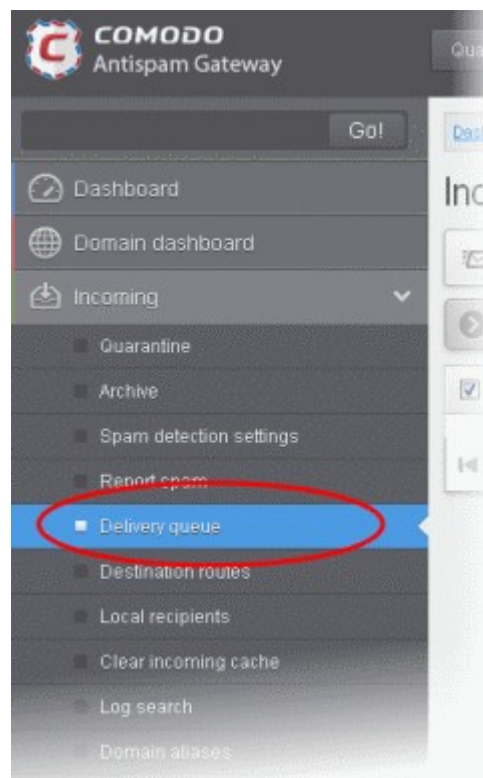 COMODO
Antispam Gateway
Go!
Dashboard
Domain dashboard
Incoming
Quarantine
Archive
Spam detection settings
Report spam
Delivery queue
Destination routes
Local recipients
Clear incoming cache
Log search
Domain aliases